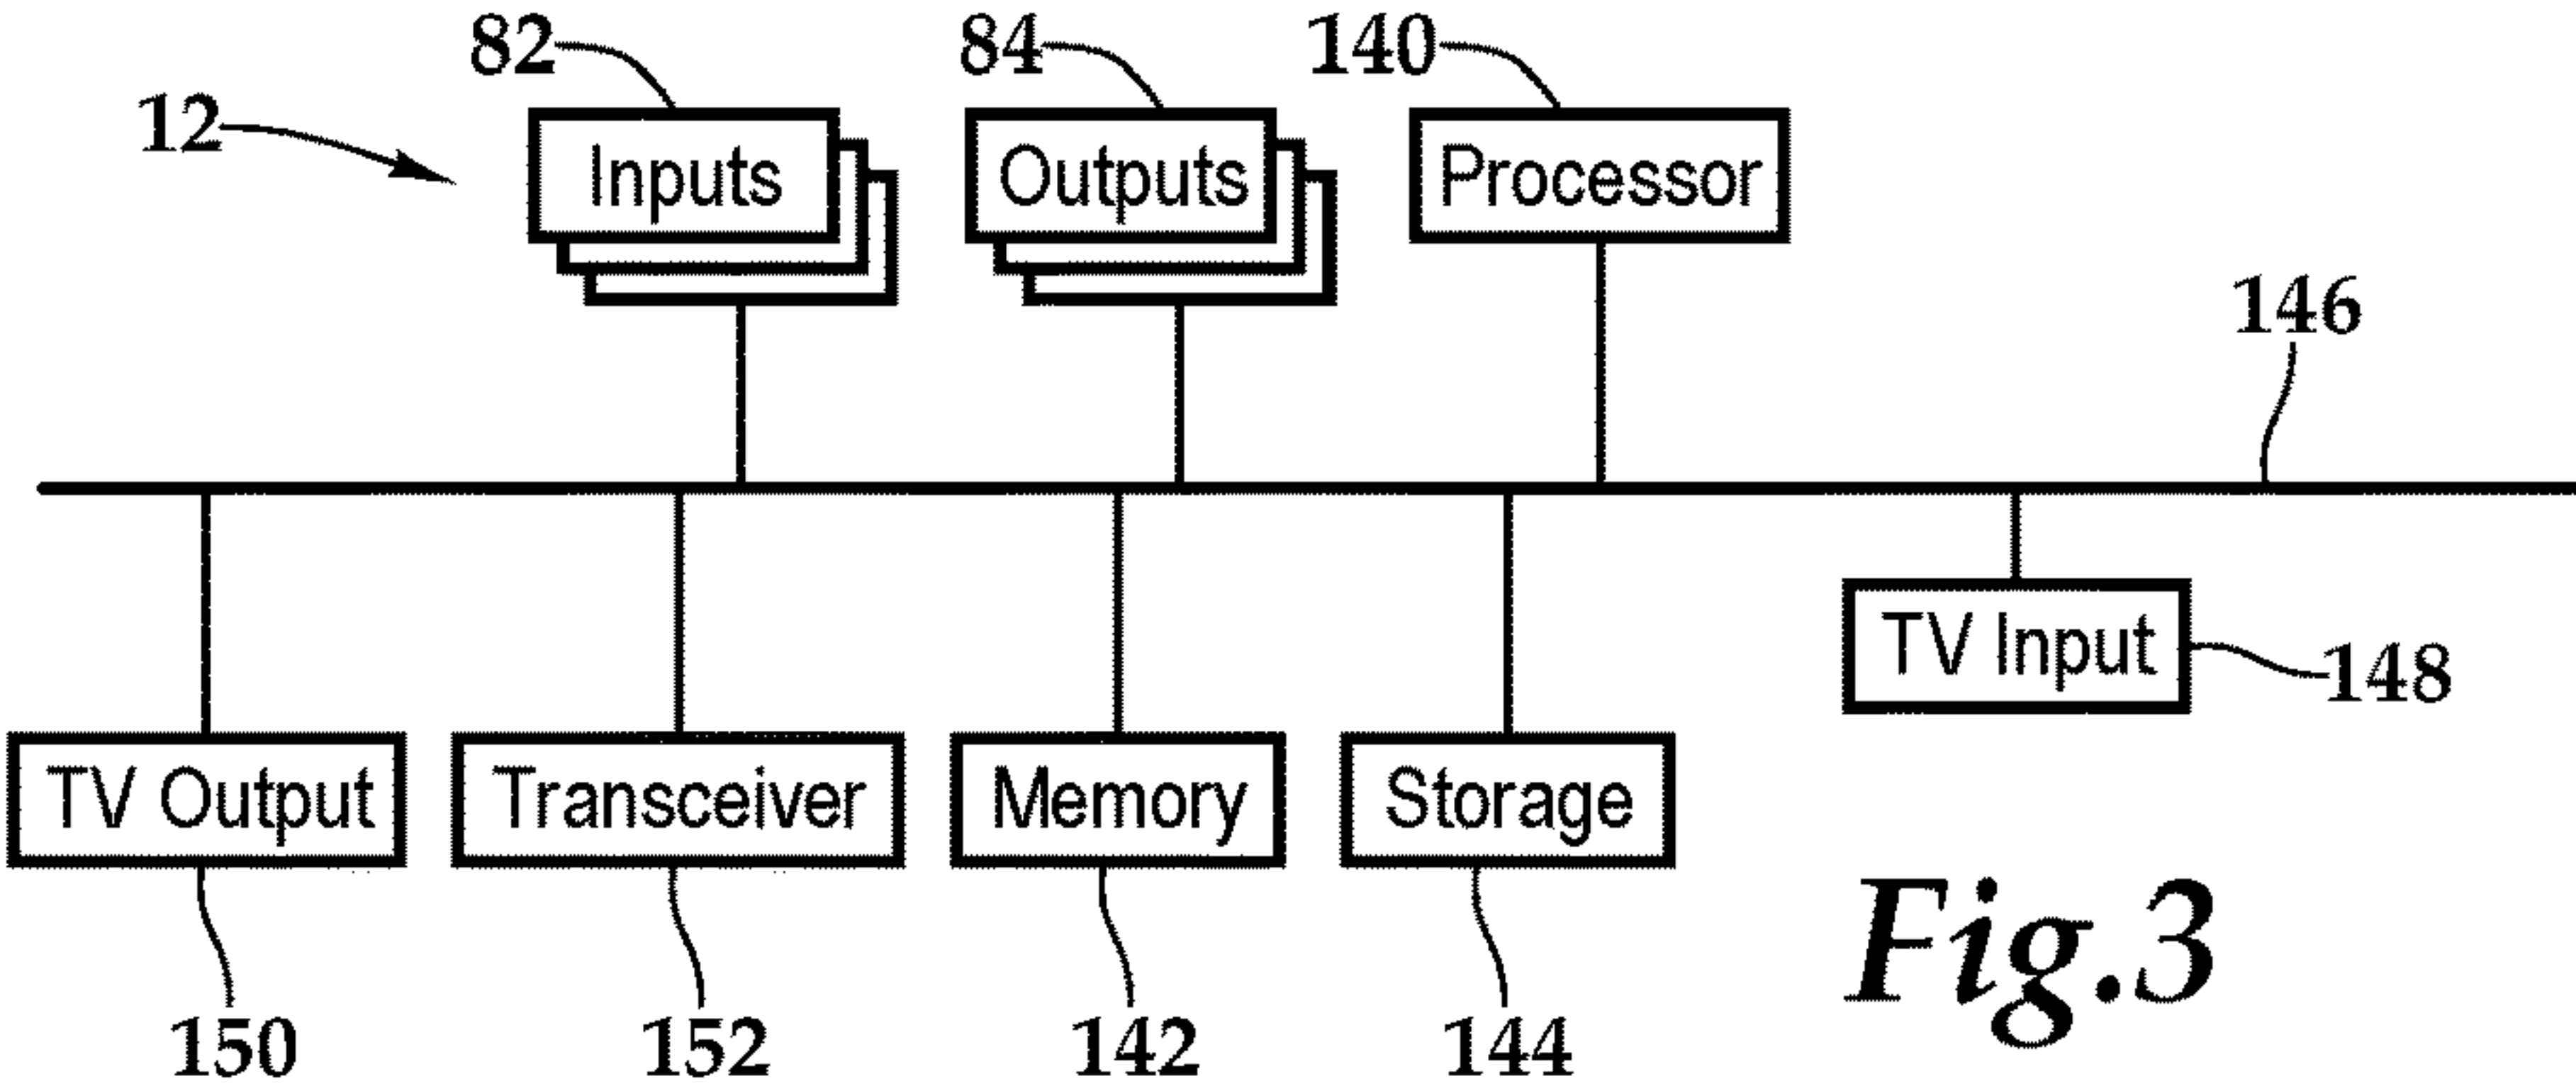 82
84
140
12
Inputs
Outputs
Processor
146
TV Input
148
TV Output
Transceiver
Memory
Storage
Fig.3
150
152
142
144